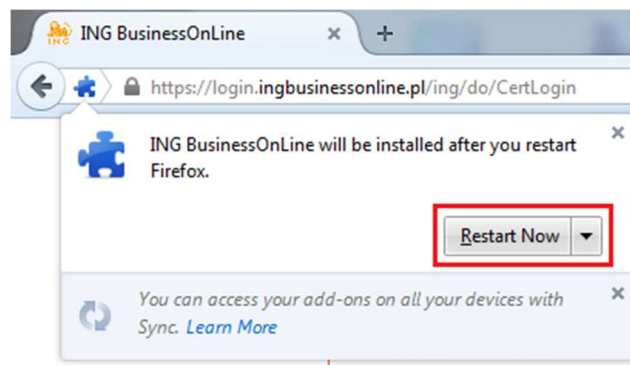 ING BusinessOnLine
https://login.ingbusinessonline.pl/ing/do/CertLogin
ING BusinessOnLine will be installed after you restart
Firefox.
Restart Now
You can access your add-ons on all your devices with
Sync. Learn More